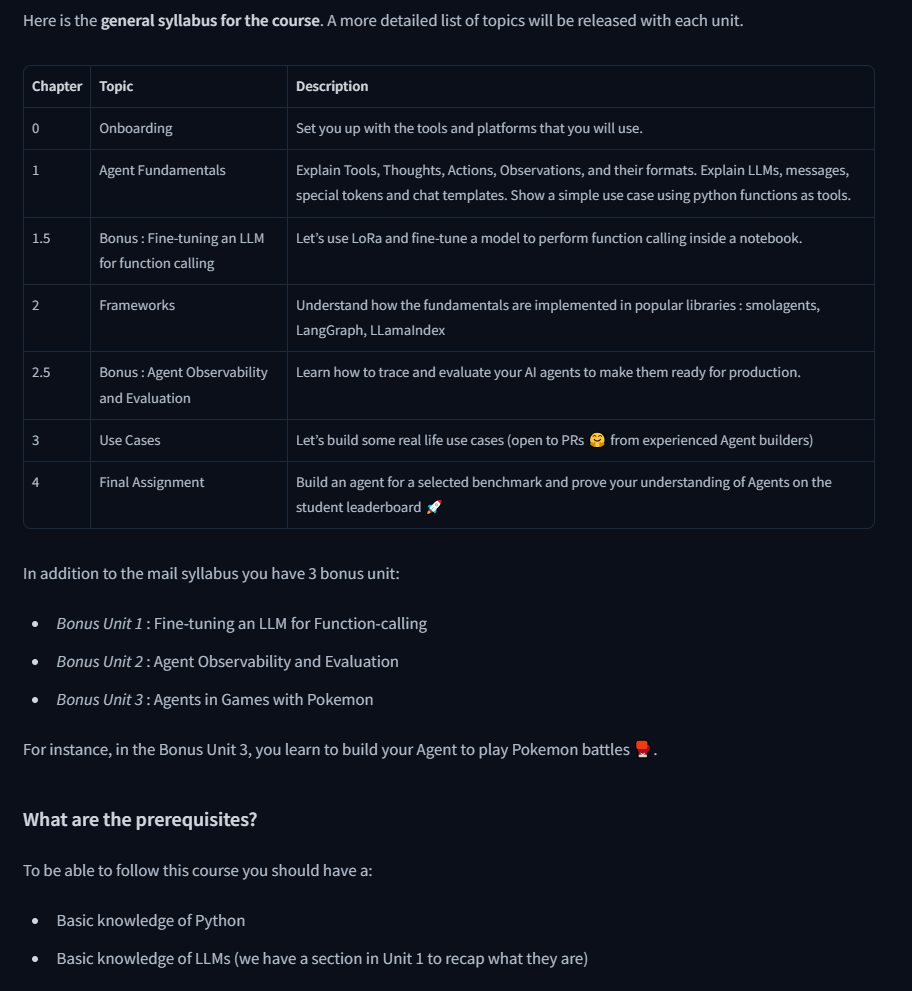 Here is the general syllabus for the course. A more detailed list of topics will be released with each unit.
Chapter Topic Description
0 Onboarding Set you up with the tools and platforms that you will use.
1 Agent Fundamentals Explain Tools, Thoughts, Actions, Observations, and their formats. Explain LLMs, messages,
special tokens and chat templates. Show a simple use case using python functions as tools.
1.5 Bonus : Fine-tuning an LLM Let’s use LoRa and fine-tune a model to perform function calling inside a notebook.
for function calling
2 Frameworks Understand how the fundamentals are implemented in popular libraries : smolagents,
LangGraph, LLamaIndex
2.5 Bonus : Agent Observability Learn how to trace and evaluate your AI agents to make them ready for production.
and Evaluation
3 Use Cases Let’s build some real life use cases (open to PRs 🤗 from experienced Agent builders)
4 Final Assignment Build an agent for a selected benchmark and prove your understanding of Agents on the
student leaderboard 🚀
In addition to the mail syllabus you have 3 bonus unit:
• Bonus Unit 1 : Fine-tuning an LLM for Function-calling
• Bonus Unit 2 : Agent Observability and Evaluation
• Bonus Unit 3 : Agents in Games with Pokemon
For instance, in the Bonus Unit 3, you learn to build your Agent to play Pokemon battles 🥊 .
What are the prerequisites?
To be able to follow this course you should have a:
• Basic knowledge of Python
• Basic knowledge of LLMs (we have a section in Unit 1 to recap what they are)